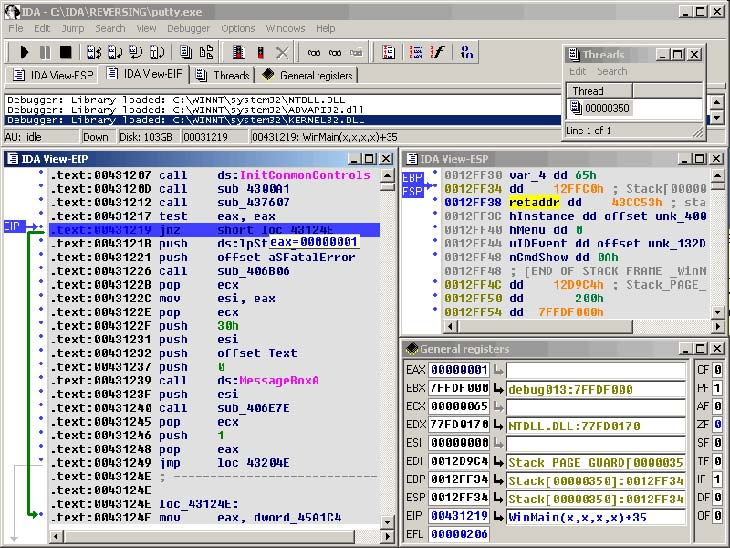 IDA - C:\IDA\REVERSING\putty.exe
File Edit Jump Search View Debugger Options Windows Help
IDA View-ESP IDA View-EIP Threads General registers
Debugger: Library loaded: C:\WINNT\system32\NTDLL.DLL
Debugger: Library loaded: C:\WINNT\system32\ADVAPI32.dll
Debugger: Library loaded: C:\WINNT\system32\KERNEL32.DLL
AU: idle Down Disk: 103GB 00031219 00431219: WinMain(x,x,x,x)+35
Threads
Edit Search
Thread
00000350
Line 1 of 1
IDA View-EIP
.text:00431207 call ds:InitCommonControls
.text:0043120D call sub_4300A1
.text:00431212 call sub_437607
.text:00431217 test eax, eax
EIP .text:00431219 jnz short loc_43124E
eax=00000001
.text:0043121B push
.text:00431221 push offset aSFatalError
.text:00431226 call sub_406B06
.text:0043122B pop ecx
.text:0043122C mov esi, eax
.text:0043122E pop ecx
.text:0043122F push 30h
.text:00431231 push esi
.text:00431232 push offset Text
.text:00431237 push 0
.text:00431239 call ds:MessageBoxA
.text:0043123F push esi
.text:00431240 call sub_406E7E
.text:00431245 pop ecx
.text:00431246 push 1
.text:00431248 pop eax
.text:00431249 jmp loc_43204E
.text:0043124E ; ----------------------------
.text:0043124E
.text:0043124E loc_43124E:
.text:0043124E mov eax, dword_45A1C4
IDA View-ESP
EBP 0012FF30 var_4 dd 65h
ESP 0012FF34 dd 12FFC0h ; Stack[00000
0012FF38 retaddr dd 43CC53h ; sta
0012FF3C hInstance dd offset unk_400
0012FF40 hMenu dd 0
0012FF44 uIDEvent dd offset unk_132D
0012FF48 nCmdShow dd 0Ah
0012FF48 ; [END OF STACK FRAME _WinM
0012FF4C dd 12D9C4h ; Stack_PAGE_
0012FF50 dd 200h
0012FF54 dd 7FFDF000h
General registers
EAX 00000001 CF 0
EBX 7FFDF000 debug013:7FFDF000 PF 1
ECX 00000065 AF 0
EDX 77FD0170 NTDLL.DLL:77FD0170 ZF 0
ESI 00000000 SF 0
EDI 0012D9C4 Stack_PAGE_GUARD[0000035 TF 0
EBP 0012FF34 Stack[00000350]:0012FF34 IF 1
ESP 0012FF34 Stack[00000350]:0012FF34 DF 0
EIP 00431219 WinMain(x,x,x,x)+35 OF 0
EFL 00000206